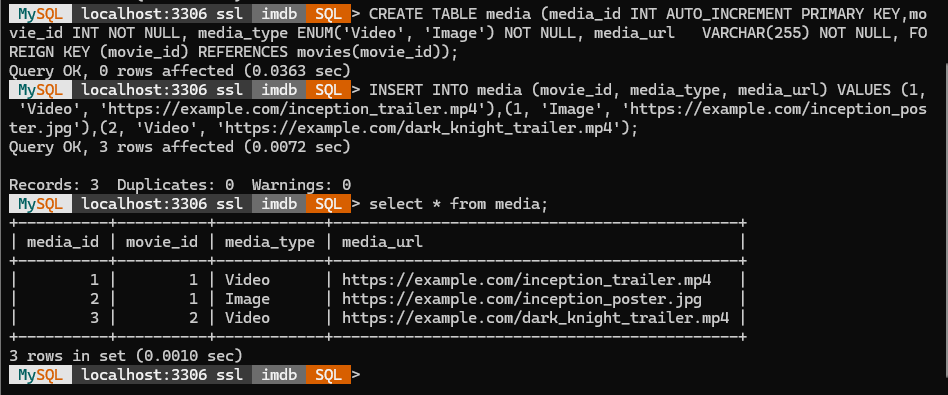 MySQL localhost:3306 ssl imdb SQL > CREATE TABLE media (media_id INT AUTO_INCREMENT PRIMARY KEY,mo
vie_id INT NOT NULL, media_type ENUM('Video', 'Image') NOT NULL, media_url   VARCHAR(255) NOT NULL, FO
REIGN KEY (movie_id) REFERENCES movies(movie_id));
Query OK, 0 rows affected (0.0363 sec)
MySQL localhost:3306 ssl imdb SQL > INSERT INTO media (movie_id, media_type, media_url) VALUES (1,
 'Video', 'https://example.com/inception_trailer.mp4'),(1, 'Image', 'https://example.com/inception_pos
ter.jpg'),(2, 'Video', 'https://example.com/dark_knight_trailer.mp4');
Query OK, 3 rows affected (0.0072 sec)

Records: 3  Duplicates: 0  Warnings: 0
MySQL localhost:3306 ssl imdb SQL > select * from media;
+----------+----------+------------+---------------------------------------------+
| media_id | movie_id | media_type | media_url                                   |
+----------+----------+------------+---------------------------------------------+
|        1 |        1 | Video      | https://example.com/inception_trailer.mp4   |
|        2 |        1 | Image      | https://example.com/inception_poster.jpg    |
|        3 |        2 | Video      | https://example.com/dark_knight_trailer.mp4 |
+----------+----------+------------+---------------------------------------------+
3 rows in set (0.0010 sec)
MySQL localhost:3306 ssl imdb SQL >